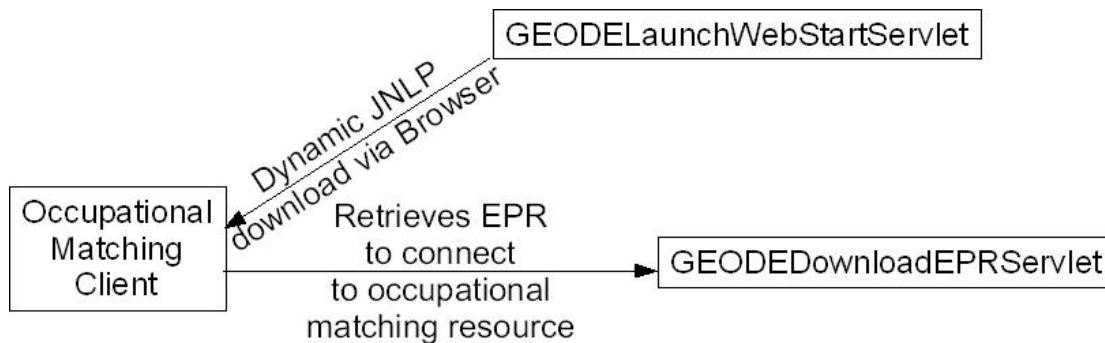 GEODELaunchWebStartServlet
Dynamic JNLP
download via Browser
Occupational
Matching
Client
Retrieves EPR
to connect
to occupational
matching resource
GEODEDownloadEPRServlet